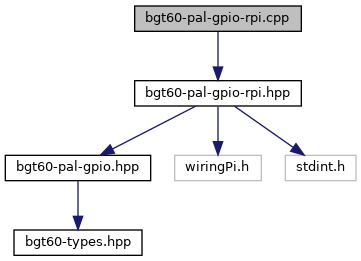 bgt60-pal-gpio-rpi.cpp
bgt60-pal-gpio-rpi.hpp
bgt60-pal-gpio.hpp
wiringPi.h
stdint.h
bgt60-types.hpp